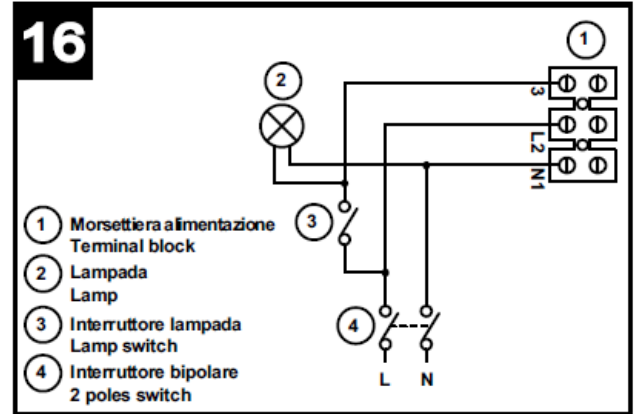 16
1
2
3
L2
N1
3
4
L N
1 Morsettiera alimentazione
Terminal block
2 Lampada
Lamp
3 Interruttore lampada
Lamp switch
4 Interruttore bipolare
2 poles switch